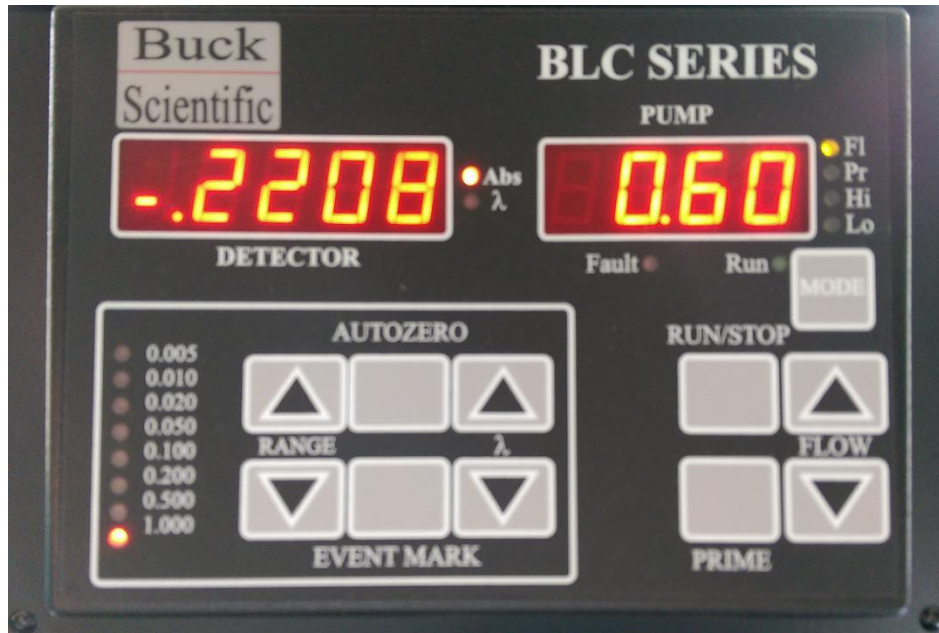 Buck
Scientific
BLC SERIES
PUMP
-.2208
Abs
λ
0.60
Fl
Pr
Hi
Lo
DETECTOR
Fault
Run
MODE
AUTOZERO
RUN/STOP
0.005
0.010
0.020
0.050
0.100
0.200
0.500
1.000
RANGE
λ
FLOW
EVENT MARK
PRIME